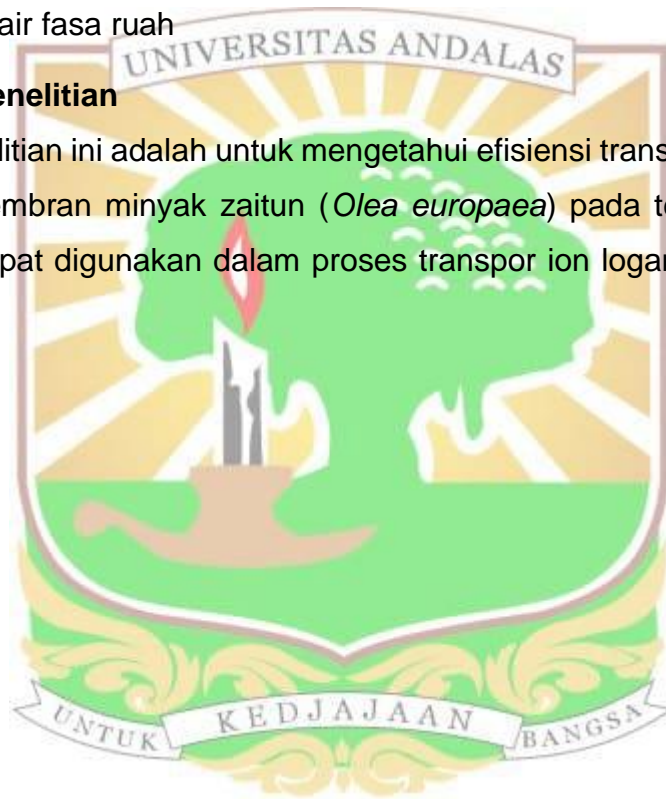 air fasa ruah
UNIVERSITAS ANDALAS
enelitian
litian ini adalah untuk mengetahui efisiensi trans
embran minyak zaitun (Olea europaea) pada te
pat digunakan dalam proses transpor ion logar
UNTUK KEDJAJAAN BANGSA